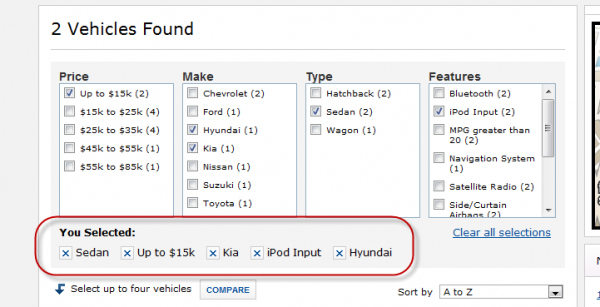 2 Vehicles Found
Price
Up to $15k (2)
$15k to $25k (4)
$25k to $35k (4)
$45k to $55k (1)
$55k to $85k (1)
Make
Chevrolet (2)
Ford (1)
Hyundai (1)
Kia (1)
Nissan (1)
Suzuki (1)
Toyota (1)
Type
Hatchback (2)
Sedan (2)
Wagon (1)
Features
Bluetooth (2)
iPod Input (2)
MPG greater than
20 (2)
Navigation System
(1)
Satellite Radio (2)
Side/Curtain
Airbags (2)
You Selected:
Clear all selections
Sedan Up to $15k Kia iPod Input Hyundai
Select up to four vehicles COMPARE
Sort by A to Z